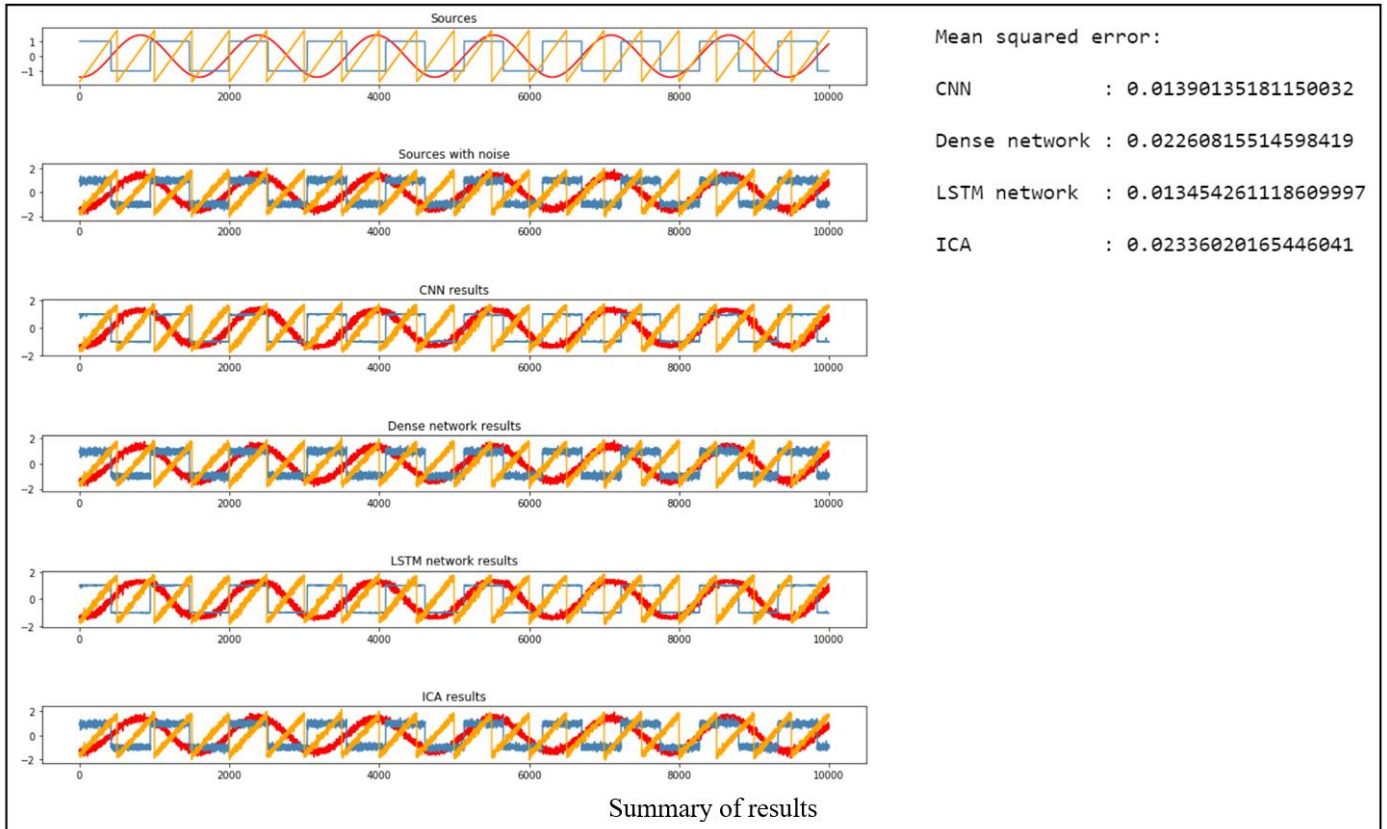 Sources
1
0
−1
0 2000 4000 6000 8000 10000
Sources with noise
2
0
−2
0 2000 4000 6000 8000 10000
CNN results
2
0
−2
0 2000 4000 6000 8000 10000
Dense network results
2
0
−2
0 2000 4000 6000 8000 10000
LSTM network results
2
0
−2
0 2000 4000 6000 8000 10000
ICA results
2
0
−2
0 2000 4000 6000 8000 10000
Mean squared error:
CNN : 0.01390135181150032
Dense network : 0.02260815514598419
LSTM network : 0.013454261118609997
ICA : 0.02336020165446041
Summary of results